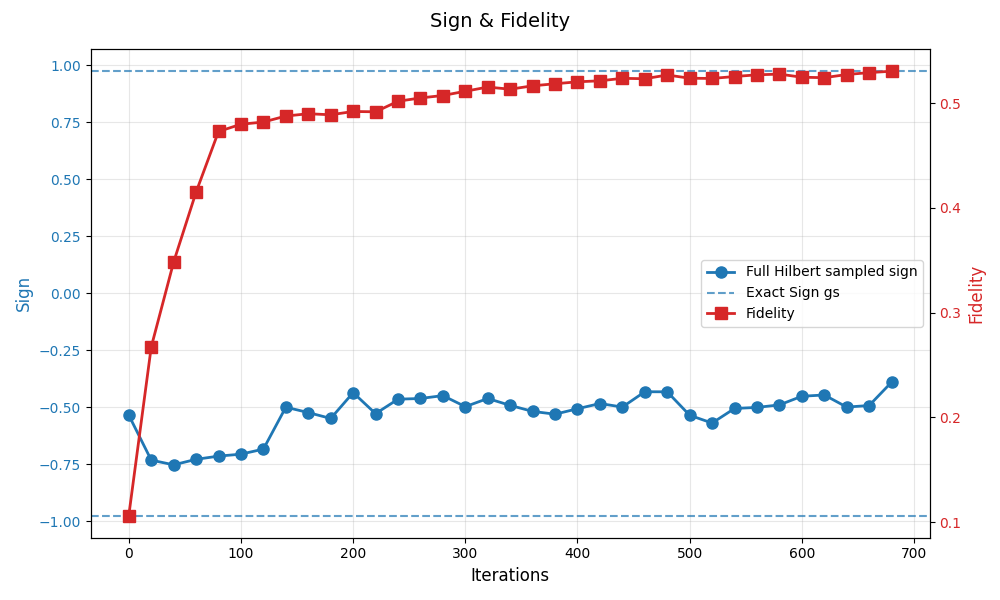 Sign & Fidelity
Sign
1.00
0.75
0.50
0.25
0.00
−0.25
−0.50
−0.75
−1.00
Full Hilbert sampled sign
Exact Sign gs
Fidelity
0.5
0.4
0.3
0.2
0.1
Fidelity
0 100 200 300 400 500 600 700
Iterations